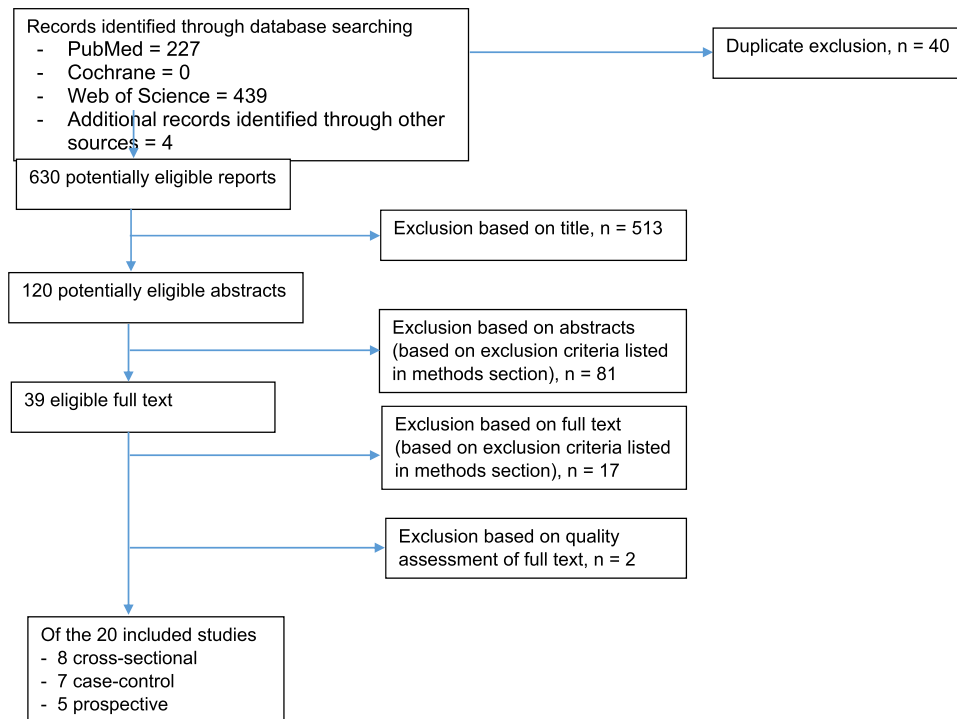 Records identified through database searching
- PubMed = 227
- Cochrane = 0
- Web of Science = 439
- Additional records identified through other
sources = 4
Duplicate exclusion, n = 40
630 potentially eligible reports
Exclusion based on title, n = 513
120 potentially eligible abstracts
Exclusion based on abstracts
(based on exclusion criteria listed
in methods section), n = 81
39 eligible full text
Exclusion based on full text
(based on exclusion criteria listed
in methods section), n = 17
Exclusion based on quality
assessment of full text, n = 2
Of the 20 included studies
- 8 cross-sectional
- 7 case-control
- 5 prospective